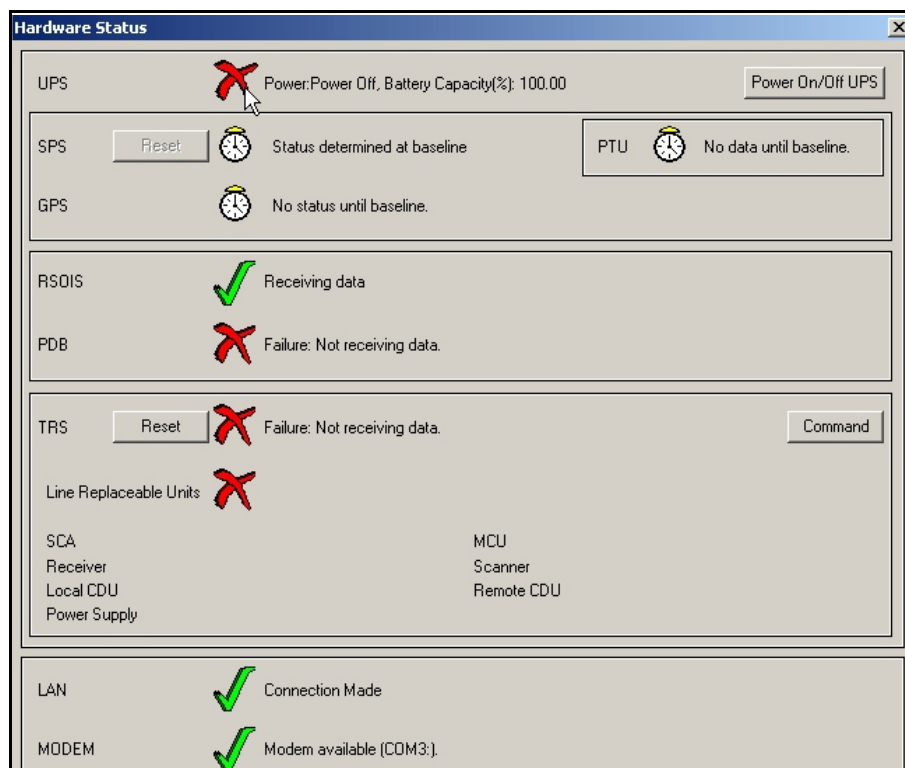 Hardware Status
UPS Power:Power Off, Battery Capacity(%): 100.00 Power On/Off UPS
SPS Reset Status determined at baseline PTU No data until baseline.
GPS No status until baseline.
RSOIS Receiving data
PDB Failure: Not receiving data.
TRS Reset Failure: Not receiving data. Command
Line Replaceable Units
SCA MCU
Receiver Scanner
Local CDU Remote CDU
Power Supply
LAN Connection Made
MODEM Modem available (COM3:).